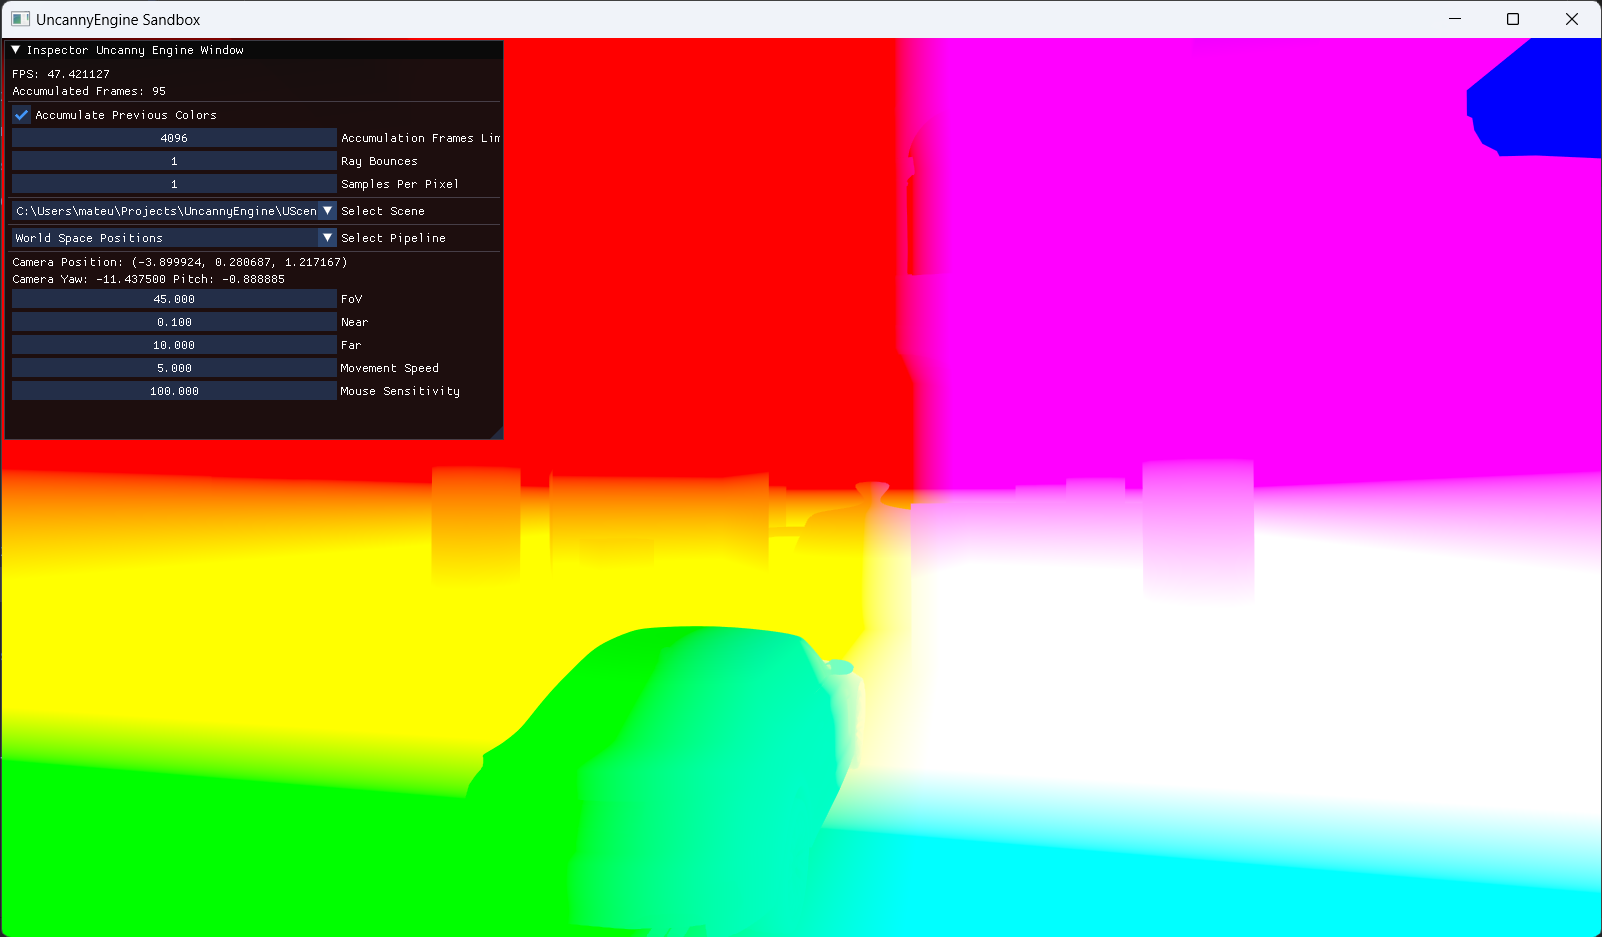 UncannyEngine Sandbox
Inspector Uncanny Engine Window
FPS: 47.421127
Accumulated Frames: 95
Accumulate Previous Colors
4096 Accumulation Frames Lim
1 Ray Bounces
1 Samples Per Pixel
C:\Users\mateu\Projects\UncannyEngine\UScen Select Scene
World Space Positions Select Pipeline
Camera Position: (-3.899924, 0.280687, 1.217167)
Camera Yaw: -11.437500 Pitch: -0.888885
45.000 FoV
0.100 Near
10.000 Far
5.000 Movement Speed
100.000 Mouse Sensitivity